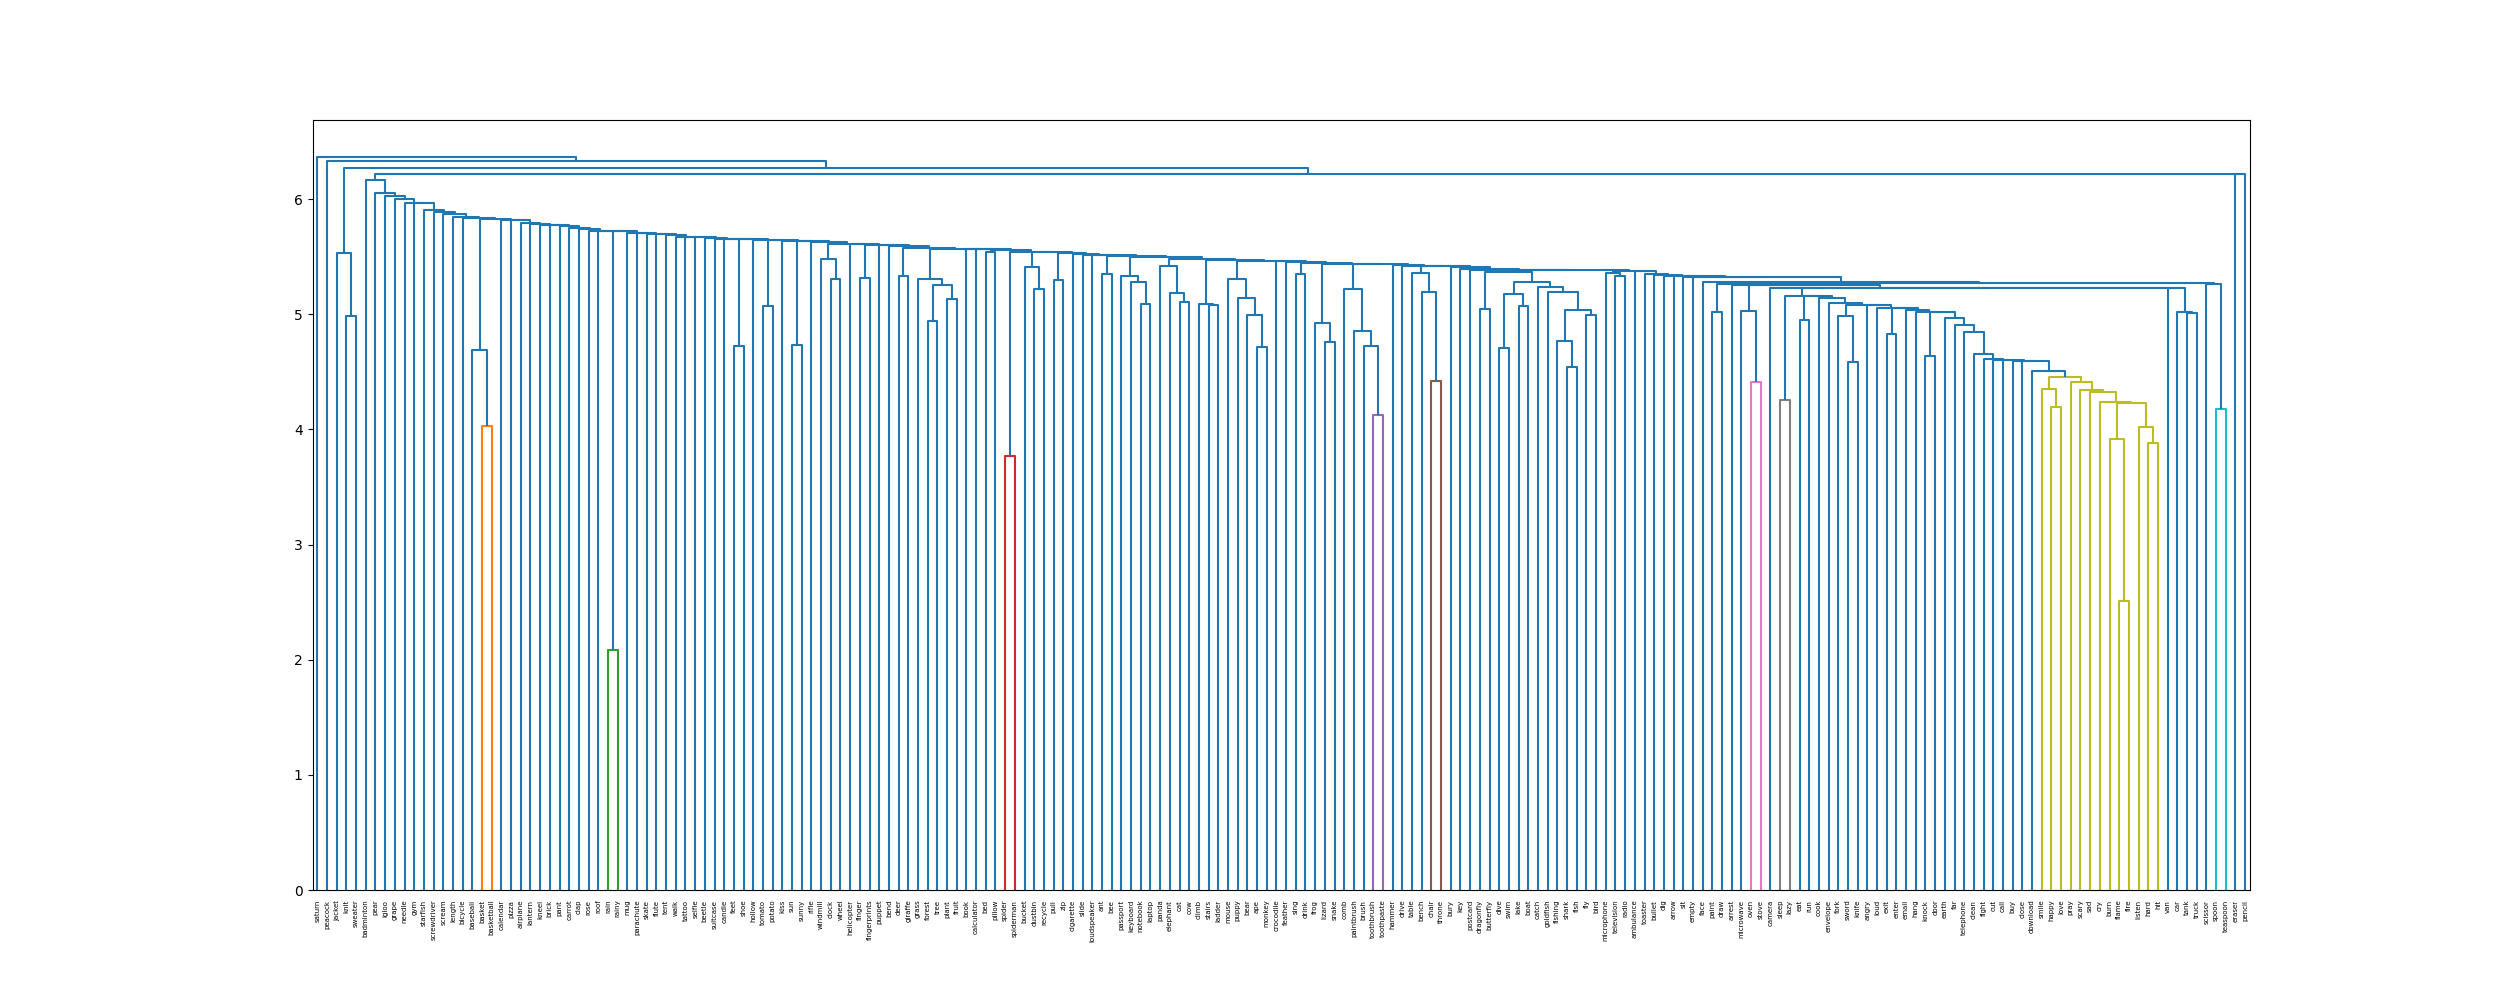 6
5
4
3
2
1
0
saturn
peacock
jacket
knit
sweater
badminton
pear
igloo
grape
needle
gym
starfish
screwdriver
scream
length
bicycle
baseball
basket
basketball
calendar
pizza
airplane
lantern
kneel
brick
pant
carrot
clap
rose
roof
rain
rainy
mug
parachute
skate
flute
tent
walk
tattoo
selfie
beetle
suitcase
candle
feet
shoe
hollow
tomato
potato
kiss
sun
sunny
rifle
windmill
clock
wheel
helicopter
finger
fingerprints
puppet
bend
deer
giraffe
grass
forest
tree
plant
fruit
book
calculator
bed
pillow
spider
spiderman
bucket
dustbin
recycle
pull
zip
cigarette
slide
loudspeaker
ant
bee
passport
keyboard
notebook
laptop
panda
elephant
cat
cow
climb
stairs
ladder
mouse
puppy
bear
ape
monkey
crocodile
feather
sing
drink
frog
lizard
snake
comb
paintbrush
brush
toothbrush
toothpaste
hammer
drive
table
bench
chair
throne
bury
key
postcard
dragonfly
butterfly
dive
swim
lake
boat
catch
goldfish
fishing
shark
fish
fly
bird
microphone
television
radio
ambulance
toaster
bullet
dig
arrow
sit
empty
face
paint
draw
arrest
microwave
oven
stove
camera
sleep
lazy
eat
run
cook
envelope
fork
sword
knife
angry
loud
exit
enter
email
hang
knock
door
earth
far
telephone
clean
fight
cut
call
buy
close
download
smile
happy
love
pray
scary
sad
cry
burn
flame
fire
listen
hard
hit
van
car
tank
truck
scissor
spoon
teaspoon
eraser
pencil